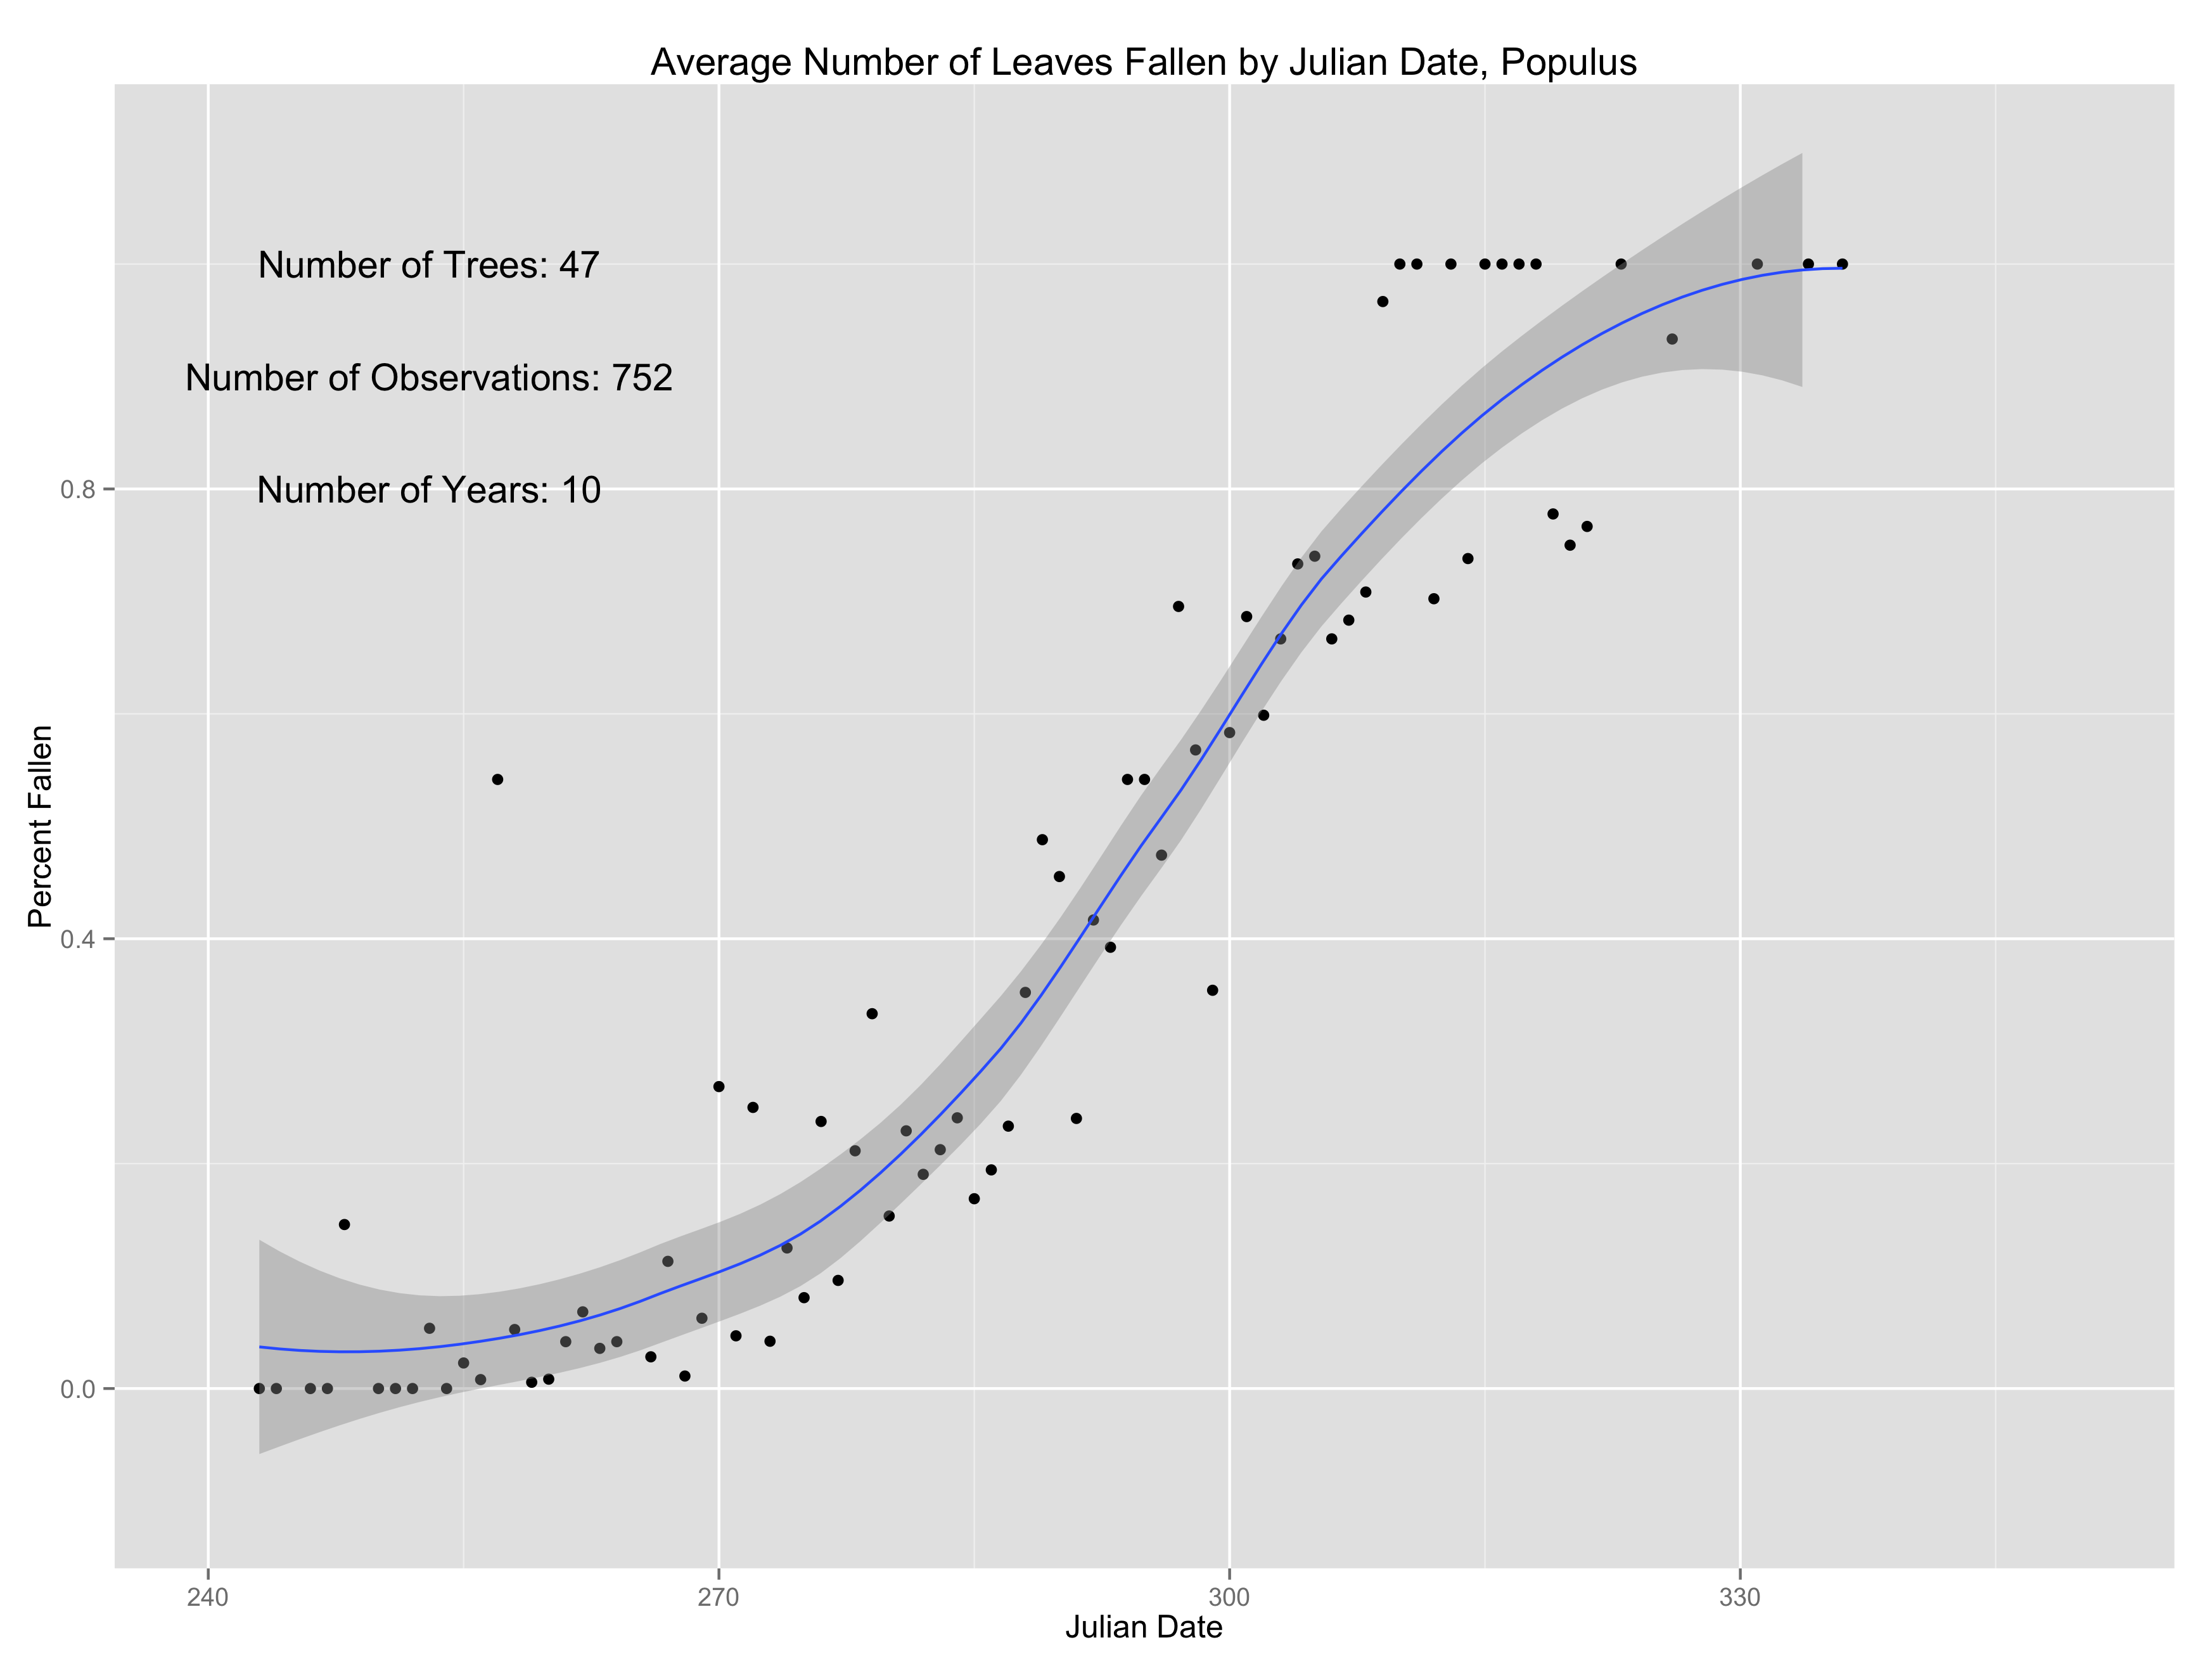 Average Number of Leaves Fallen by Julian Date, Populus
Number of Trees: 47
Number of Observations: 752
Number of Years: 10
0.8
0.4
0.0
Percent Fallen
240 270 300 330
Julian Date